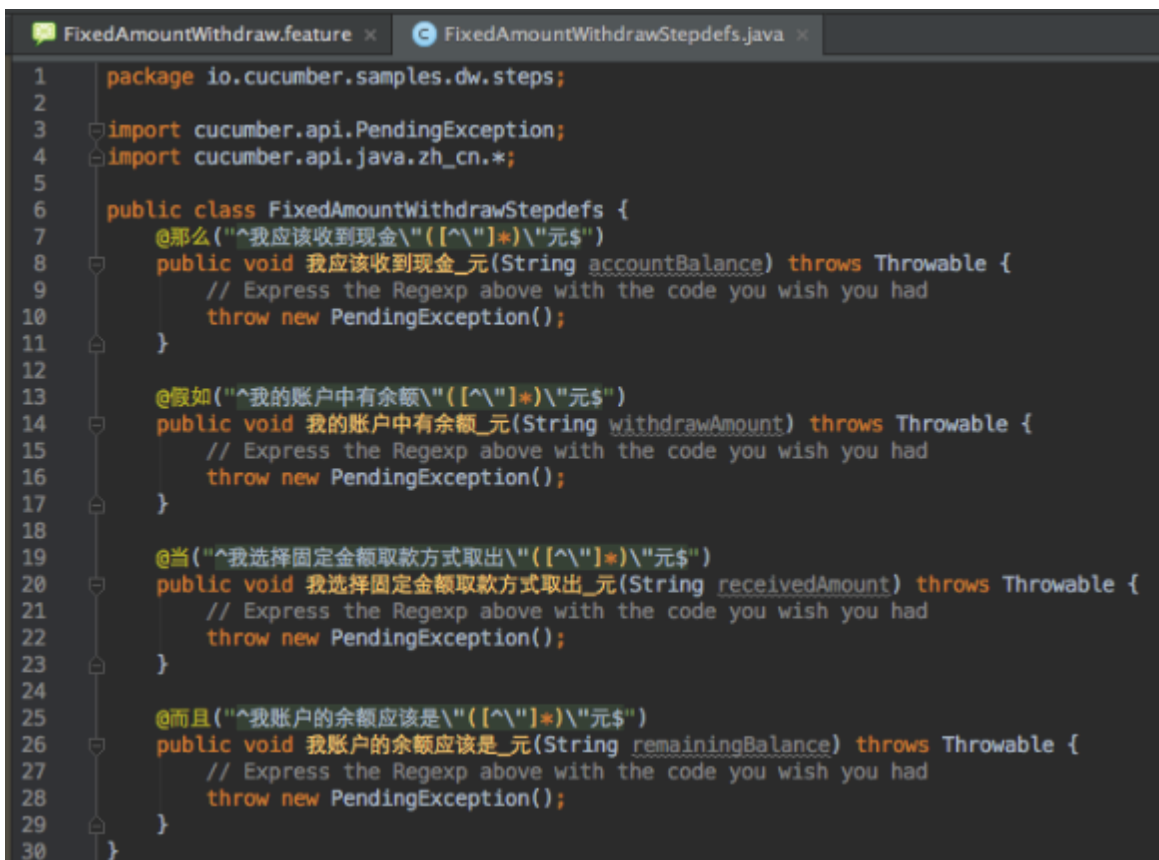 FixedAmountWithdraw.feature × FixedAmountWithdrawStepdefs.java ×
1 package io.cucumber.samples.dw.steps;
2
3 import cucumber.api.PendingException;
4 import cucumber.api.java.zh_cn.*;
5
6 public class FixedAmountWithdrawStepdefs {
7 @那么("^我应该收到现金\"([^\"]*)\"元$")
8 public void 我应该收到现金_元(String accountBalance) throws Throwable {
9 // Express the Regexp above with the code you wish you had
10 throw new PendingException();
11 }
12
13 @假如("^我的账户中有余额\"([^\"]*)\"元$")
14 public void 我的账户中有余额_元(String withdrawAmount) throws Throwable {
15 // Express the Regexp above with the code you wish you had
16 throw new PendingException();
17 }
18
19 @当("^我选择固定金额取款方式取出\"([^\"]*)\"元$")
20 public void 我选择固定金额取款方式取出_元(String receivedAmount) throws Throwable {
21 // Express the Regexp above with the code you wish you had
22 throw new PendingException();
23 }
24
25 @而且("^我账户的余额应该是\"([^\"]*)\"元$")
26 public void 我账户的余额应该是_元(String remainingBalance) throws Throwable {
27 // Express the Regexp above with the code you wish you had
28 throw new PendingException();
29 }
30 }